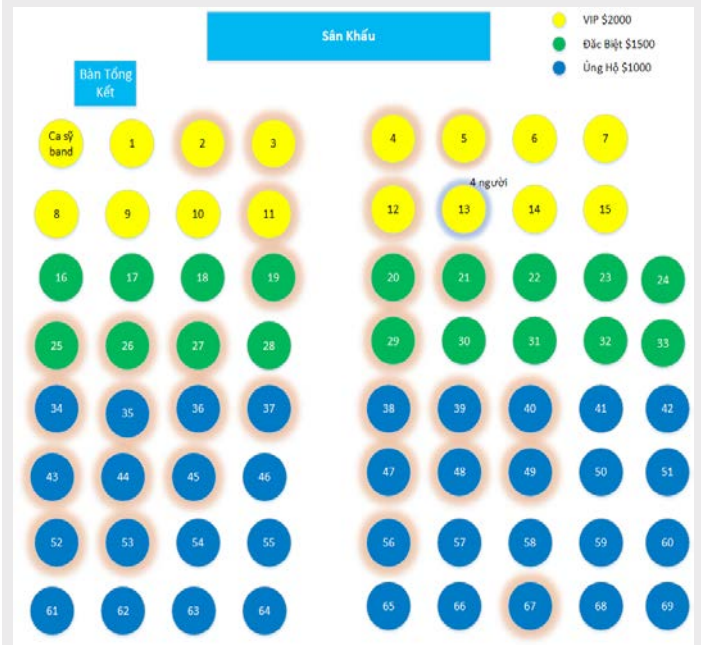 Sân Khấu
VIP $2000
Đặc Biệt $1500
Ủng Hộ $1000
Bàn Tổng
Kết
Ca sỹ
band
1 2 3 4 5 6 7
4 người
8 9 10 11 12 13 14 15
16 17 18 19 20 21 22 23 24
25 26 27 28 29 30 31 32 33
34 35 36 37 38 39 40 41 42
43 44 45 46 47 48 49 50 51
52 53 54 55 56 57 58 59 60
61 62 63 64 65 66 67 68 69